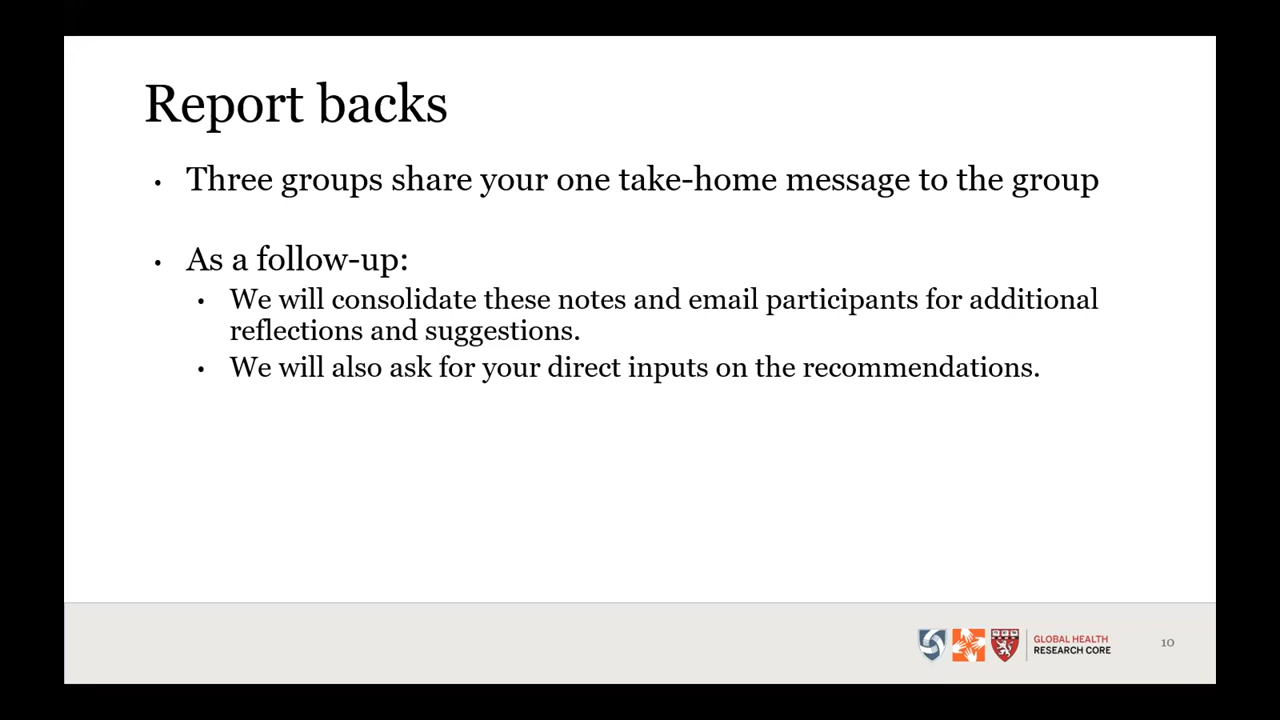 Report backs
• Three groups share your one take-home message to the group
• As a follow-up:
• We will consolidate these notes and email participants for additional
reflections and suggestions.
• We will also ask for your direct inputs on the recommendations.
GLOBAL HEALTH
RESEARCH CORE
10